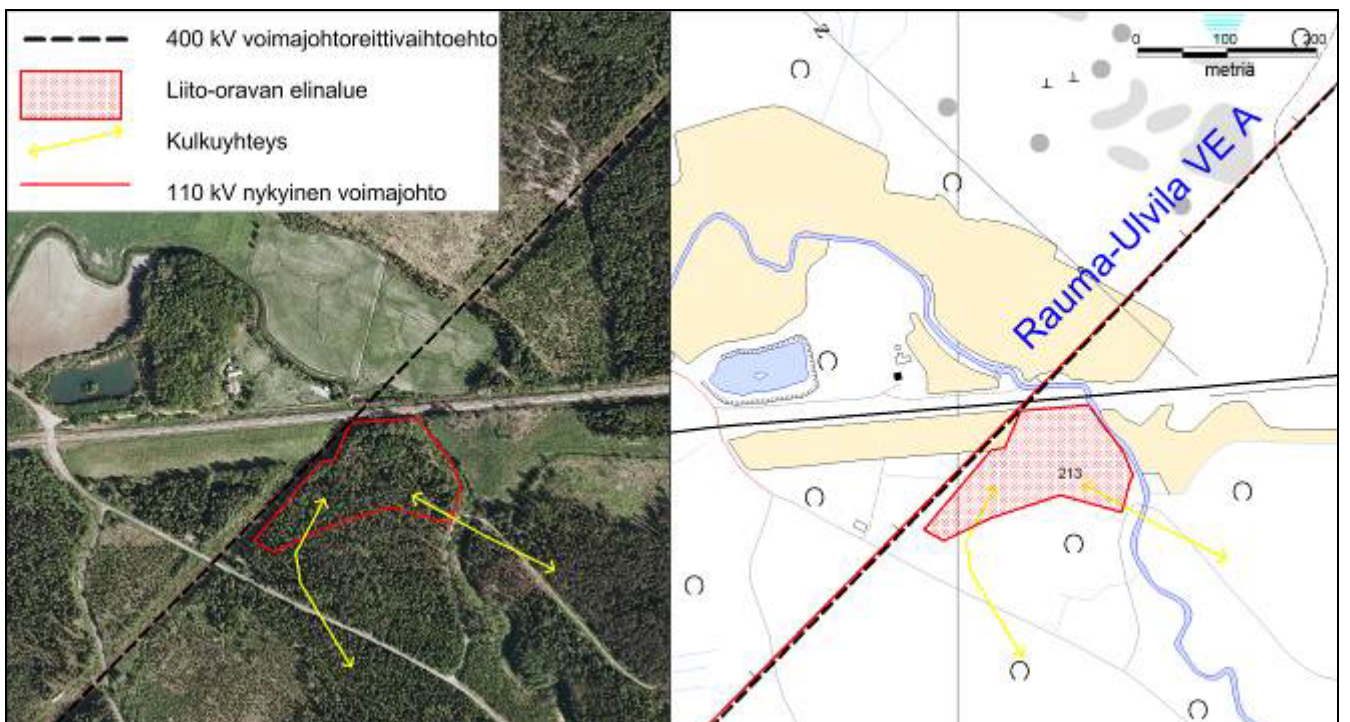 400 kV voimajohtoreittivaihtoehto
Liito-oravan elinalue
Kulkuyhteys
110 kV nykyinen voimajohto
0 100 200
metriä
Rauma-Ulvila VE A
213